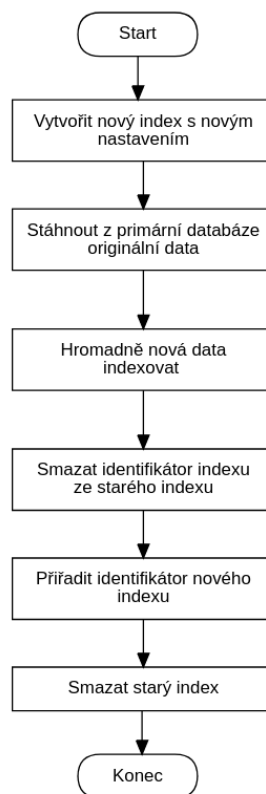 Start
Vytvořit nový index s novým
nastavením
Stáhnout z primární databáze
originální data
Hromadně nová data
indexovat
Smazat identifikátor indexu
ze starého indexu
Přiřadit identifikátor nového
indexu
Smazat starý index
Konec